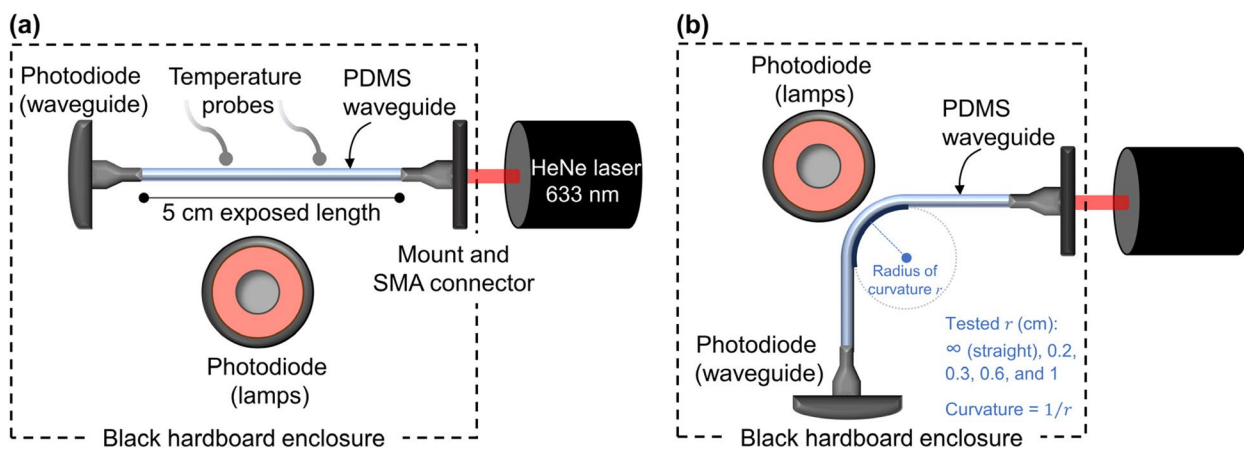 (a)
Photodiode
(waveguide)
Temperature
probes
PDMS
waveguide
HeNe laser
633 nm
5 cm exposed length
Mount and
SMA connector
Photodiode
(lamps)
Black hardboard enclosure
(b)
Photodiode
(lamps)
PDMS
waveguide
Radius of
curvature r
Tested r (cm):
∞ (straight), 0.2,
0.3, 0.6, and 1
Curvature = 1/r
Photodiode
(waveguide)
Black hardboard enclosure